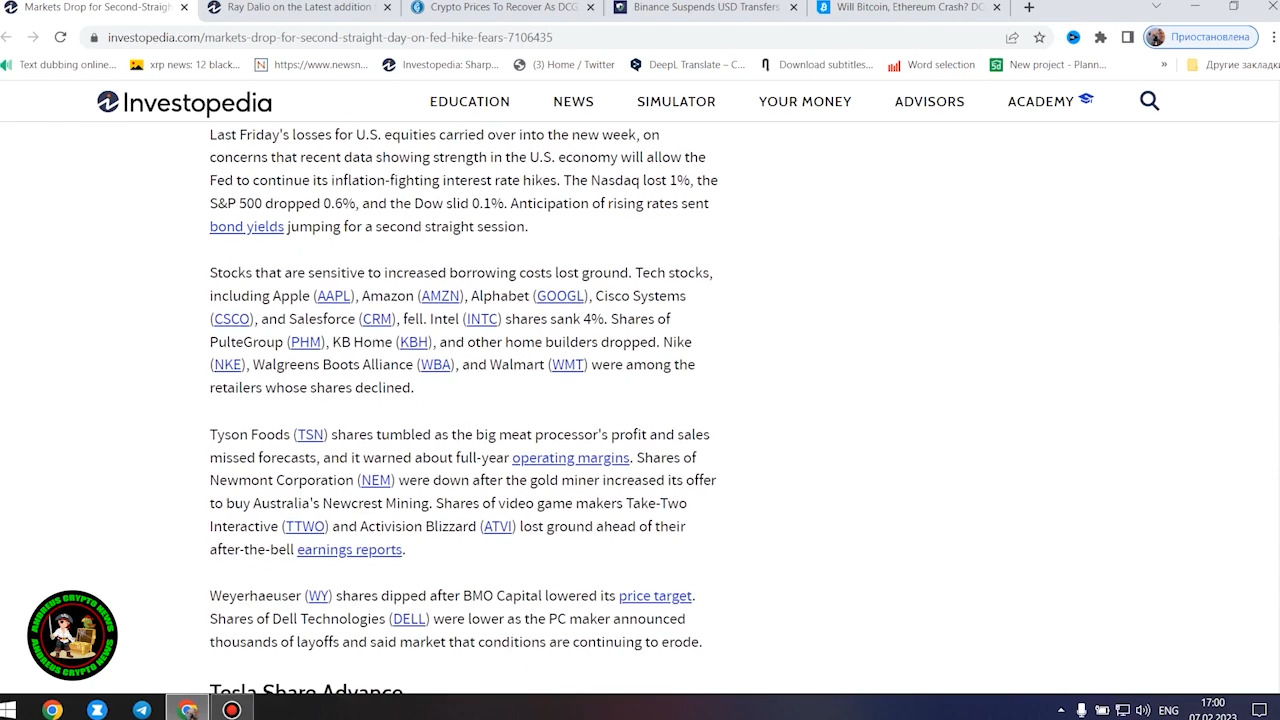 Markets Drop for Second-Straigh
Ray Dalio on the Latest addition
Crypto Prices To Recover As DCG
Binance Suspends USD Transfers
Will Bitcoin, Ethereum Crash? DC
investopedia.com/markets-drop-for-second-straight-day-on-fed-hike-fears-7106435
Приостановлена
Text dubbing online...
xrp news: 12 black...
https://www.newsn...
Investopedia: Sharp...
(3) Home / Twitter
DeepL Translate – C...
Download subtitles...
Word selection
New project - Plann...
»
Другие закладки
Investopedia
EDUCATION
NEWS
SIMULATOR
YOUR MONEY
ADVISORS
ACADEMY
Last Friday's losses for U.S. equities carried over into the new week, on
concerns that recent data showing strength in the U.S. economy will allow the
Fed to continue its inflation-fighting interest rate hikes. The Nasdaq lost 1%, the
S&P 500 dropped 0.6%, and the Dow slid 0.1%. Anticipation of rising rates sent
bond yields jumping for a second straight session.
Stocks that are sensitive to increased borrowing costs lost ground. Tech stocks,
including Apple (AAPL), Amazon (AMZN), Alphabet (GOOGL), Cisco Systems
(CSCO), and Salesforce (CRM), fell. Intel (INTC) shares sank 4%. Shares of
PulteGroup (PHM), KB Home (KBH), and other home builders dropped. Nike
(NKE), Walgreens Boots Alliance (WBA), and Walmart (WMT) were among the
retailers whose shares declined.
Tyson Foods (TSN) shares tumbled as the big meat processor's profit and sales
missed forecasts, and it warned about full-year operating margins. Shares of
Newmont Corporation (NEM) were down after the gold miner increased its offer
to buy Australia's Newcrest Mining. Shares of video game makers Take-Two
Interactive (TTWO) and Activision Blizzard (ATVI) lost ground ahead of their
after-the-bell earnings reports.
Weyerhaeuser (WY) shares dipped after BMO Capital lowered its price target.
Shares of Dell Technologies (DELL) were lower as the PC maker announced
thousands of layoffs and said market that conditions are continuing to erode.
Tesla Share Advance
ANDREUS CRYPTO NEWS
ANDREUS CRYPTO NEWS
ENG
17:00
07.02.2023